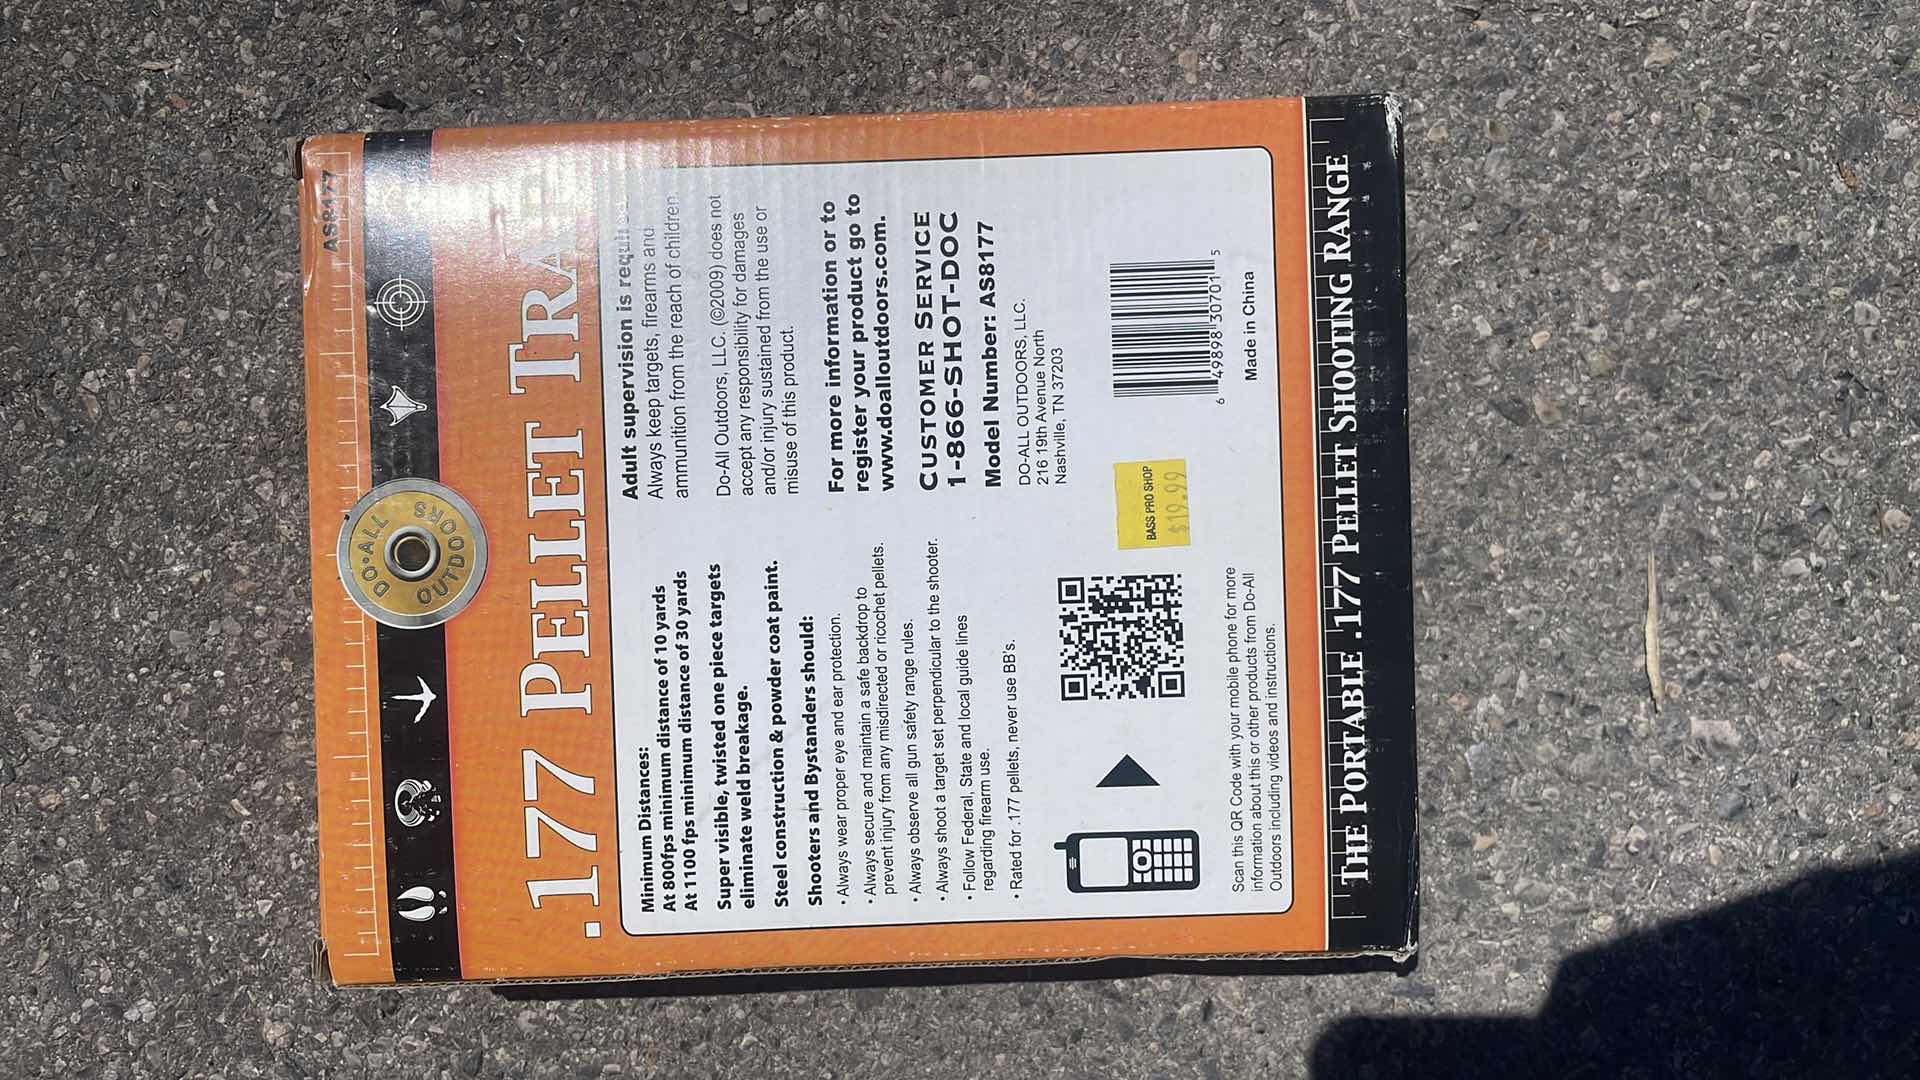 AS8177
DO·ALL
OUTDOORS
.177 PELLET TRAP
Minimum Distances:
At 800fps minimum distance of 10 yards
At 1100 fps minimum distance of 30 yards
Super visible, twisted one piece targets
eliminate weld breakage.
Steel construction & powder coat paint.
Shooters and Bystanders should:
· Always wear proper eye and ear protection.
· Always secure and maintain a safe backdrop to
prevent injury from any misdirected or ricochet pellets.
· Always observe all gun safety range rules.
· Always shoot a target set perpendicular to the shooter.
· Follow Federal, State and local guide lines
regarding firearm use.
· Rated for .177 pellets, never use BB's.
Scan this QR Code with your mobile phone for more
information about this or other products from Do-All
Outdoors including videos and instructions.
Adult supervision is
Always keep targets, firearms and
ammunition from the reach of children.
Do-All Outdoors, LLC. (©2009) does not
accept any responsibility for damages
and/or injury sustained from the use or
misuse of this product.
For more information or to
register your product go to
www.doalloutdoors.com.
CUSTOMER SERVICE
1-866-SHOT-DOC
Model Number: AS8177
DO-ALL OUTDOORS, LLC.
216 19th Avenue North
Nashville, TN 37203
BASS PRO SHOP
$19.99
6 49898 30701 5
Made in China
THE PORTABLE .177 PELLET SHOOTING RANGE